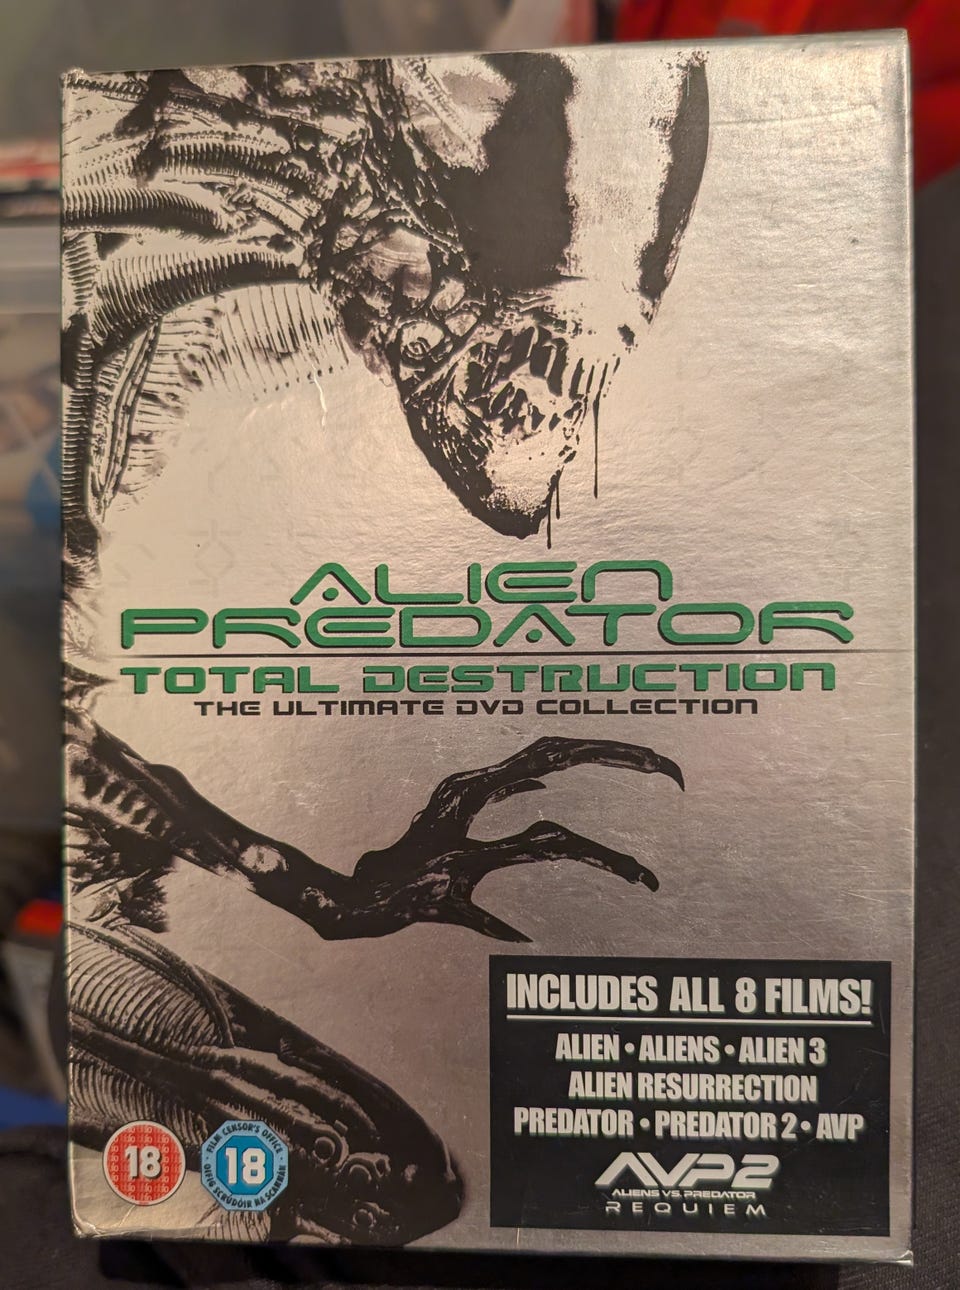 ALIEN
PREDATOR
TOTAL DESTRUCTION
THE ULTIMATE DVD COLLECTION
INCLUDES ALL 8 FILMS!
ALIEN • ALIENS • ALIEN 3
ALIEN RESURRECTION
PREDATOR • PREDATOR 2 • AVP
AVP2
ALIENS VS. PREDATOR
REQUIEM
18
FILM CENSOR'S OFFICE
18
OIFIG SCRÚDÓIR NA SCANNÁN